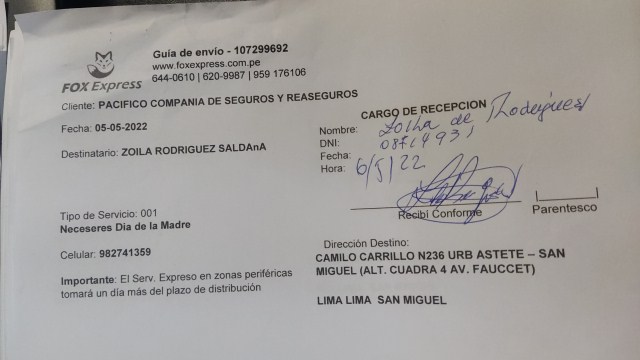 Guía de envío - 107299692
www.foxexpress.com.pe
644-0610 | 620-9987 | 959 176106
FOX Express
Cliente: PACIFICO COMPANIA DE SEGUROS Y REASEGUROS
Fecha: 05-05-2022
Destinatario: ZOILA RODRIGUEZ SALDAnA
CARGO DE RECEPCION
Nombre: Zoila de Rodríguez
DNI: 08714931
Fecha: 6/5/22
Hora:
Recibí Conforme
Parentesco
Tipo de Servicio: 001
Neceseres Dia de la Madre
Celular: 982741359
Importante: El Serv. Expreso en zonas periféricas
tomará un día más del plazo de distribución
Dirección Destino:
CAMILO CARRILLO N236 URB ASTETE – SAN
MIGUEL (ALT. CUADRA 4 AV. FAUCCET)
LIMA LIMA SAN MIGUEL